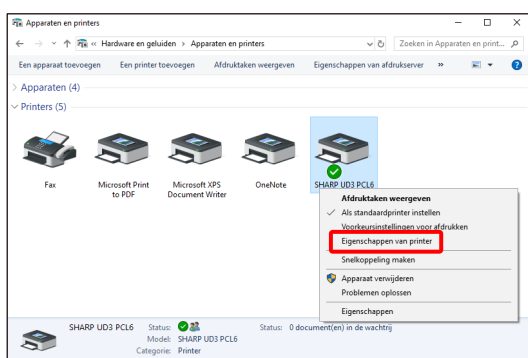 Apparaten en printers
« Hardware en geluiden > Apparaten en printers
Zoeken in Apparaten en print...
Een apparaat toevoegen Een printer toevoegen Afdruktaken weergeven Eigenschappen van afdrukserver »
> Apparaten (4)
Printers (5)
Fax
Microsoft Print
to PDF
Microsoft XPS
Document Writer
OneNote
SHARP UD3 PCL6
Afdruktaken weergeven
Als standaardprinter instellen
Voorkeursinstellingen voor afdrukken
Eigenschappen van printer
Snelkoppeling maken
Apparaat verwijderen
Problemen oplossen
Eigenschappen
SHARP UD3 PCL6 Status: Status: 0 document(en) in de wachtrij
Model: SHARP UD3 PCL6
Categorie: Printer